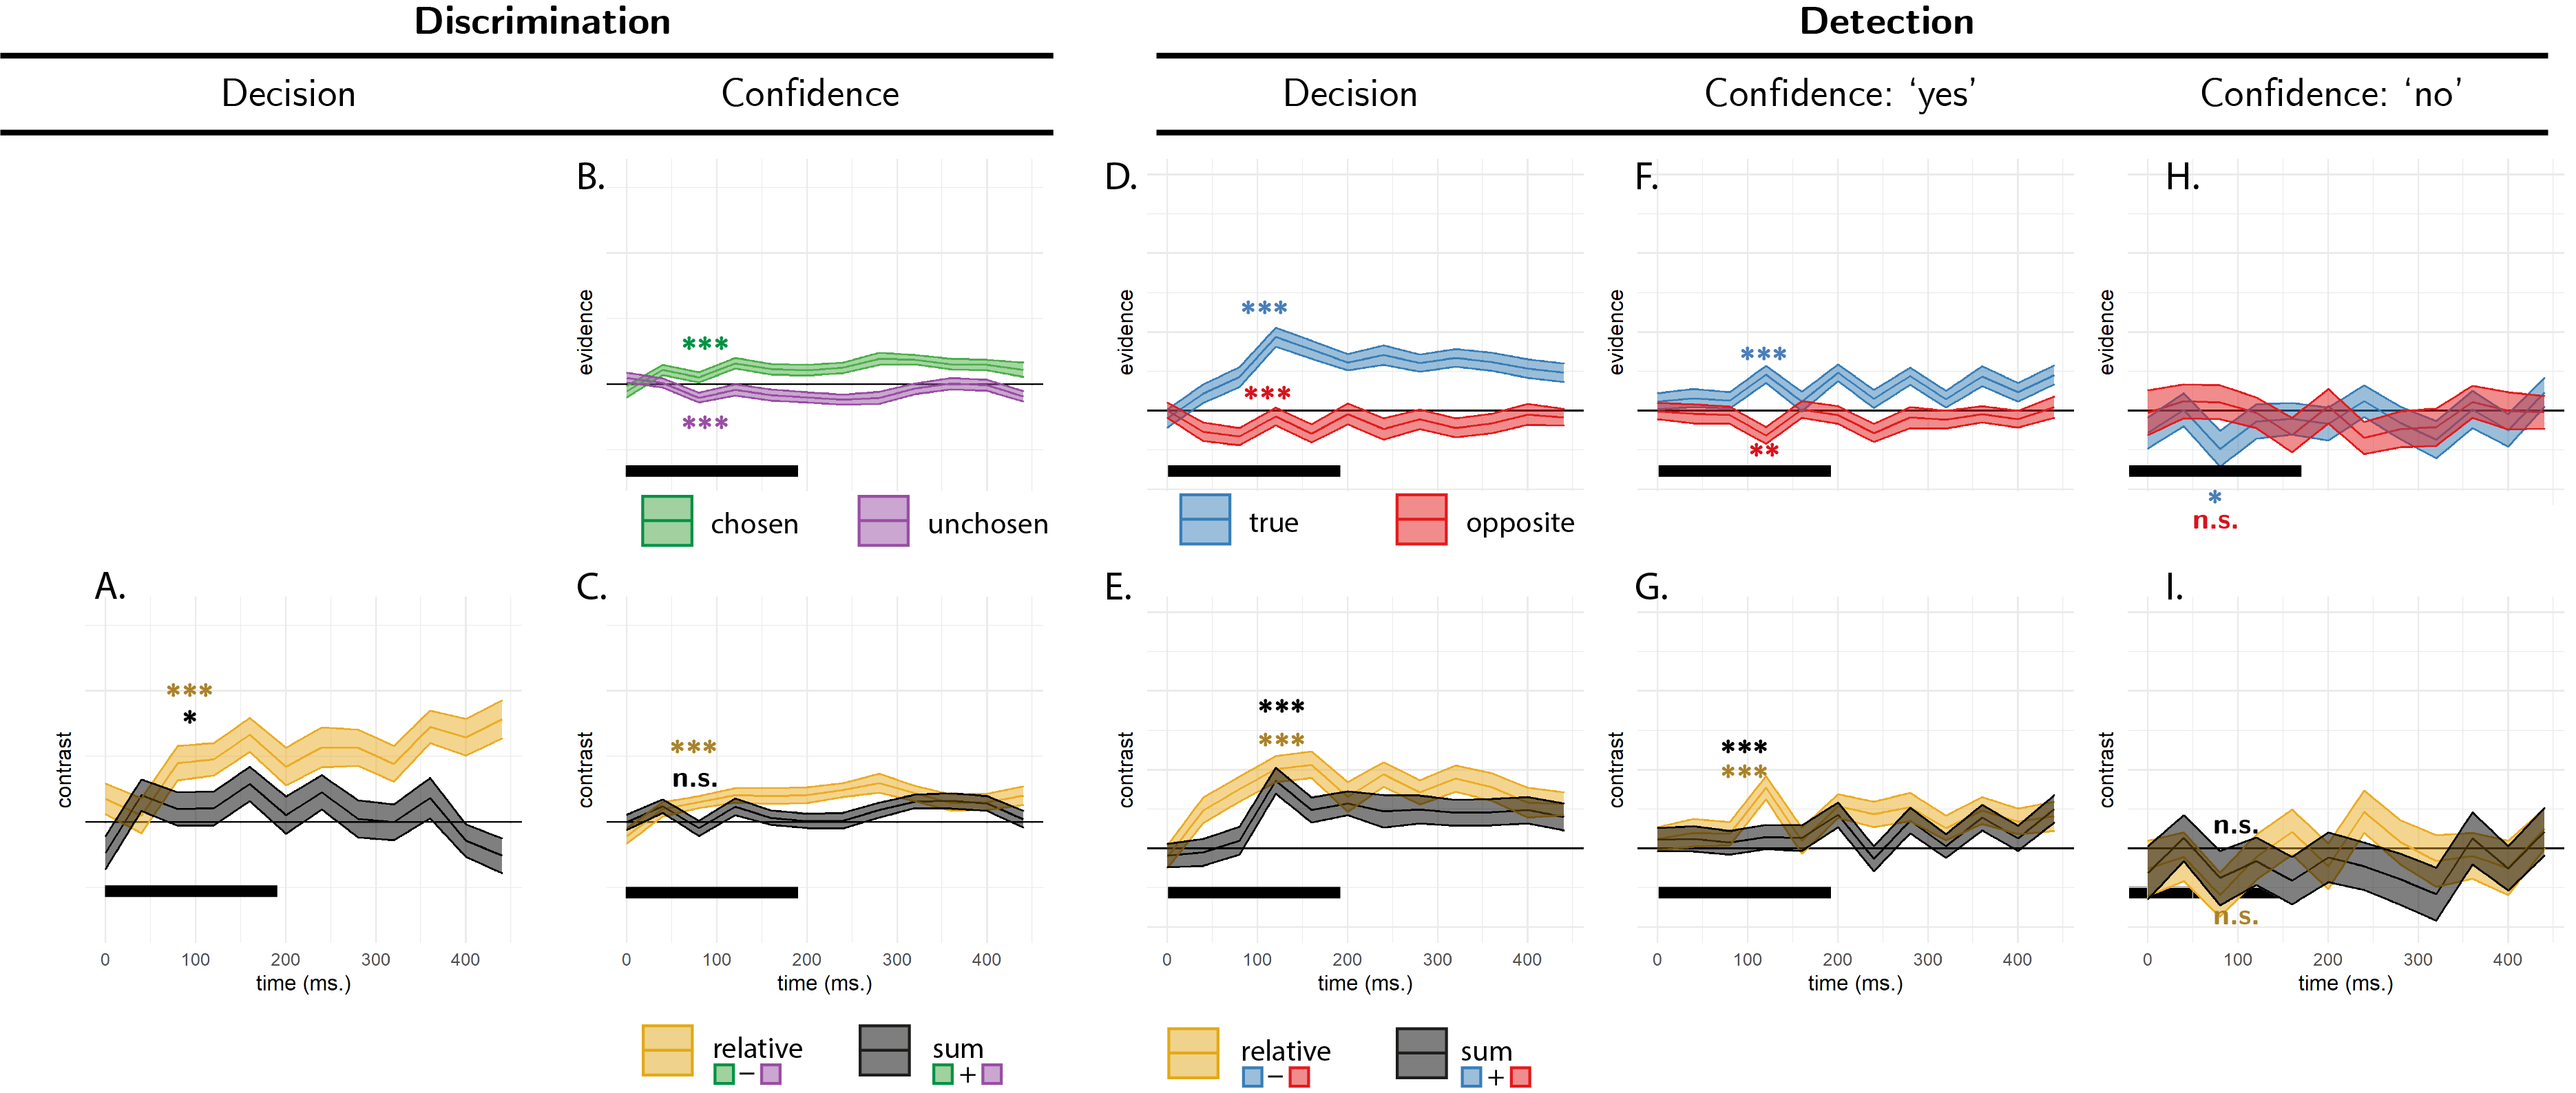 Discrimination
Detection
Decision
Confidence
Decision
Confidence: ‘yes’
Confidence: ‘no’
B.
D.
F.
H.
evidence
***
***
evidence
***
***
evidence
***
**
evidence
*
n.s.
chosen
unchosen
true
opposite
A.
C.
E.
G.
I.
contrast
***
*
contrast
***
n.s.
contrast
***
***
contrast
***
***
contrast
n.s.
n.s.
0 100 200 300 400
0 100 200 300 400
0 100 200 300 400
0 100 200 300 400
0 100 200 300 400
time (ms.)
time (ms.)
time (ms.)
time (ms.)
time (ms.)
relative
−
sum
+
relative
−
sum
+